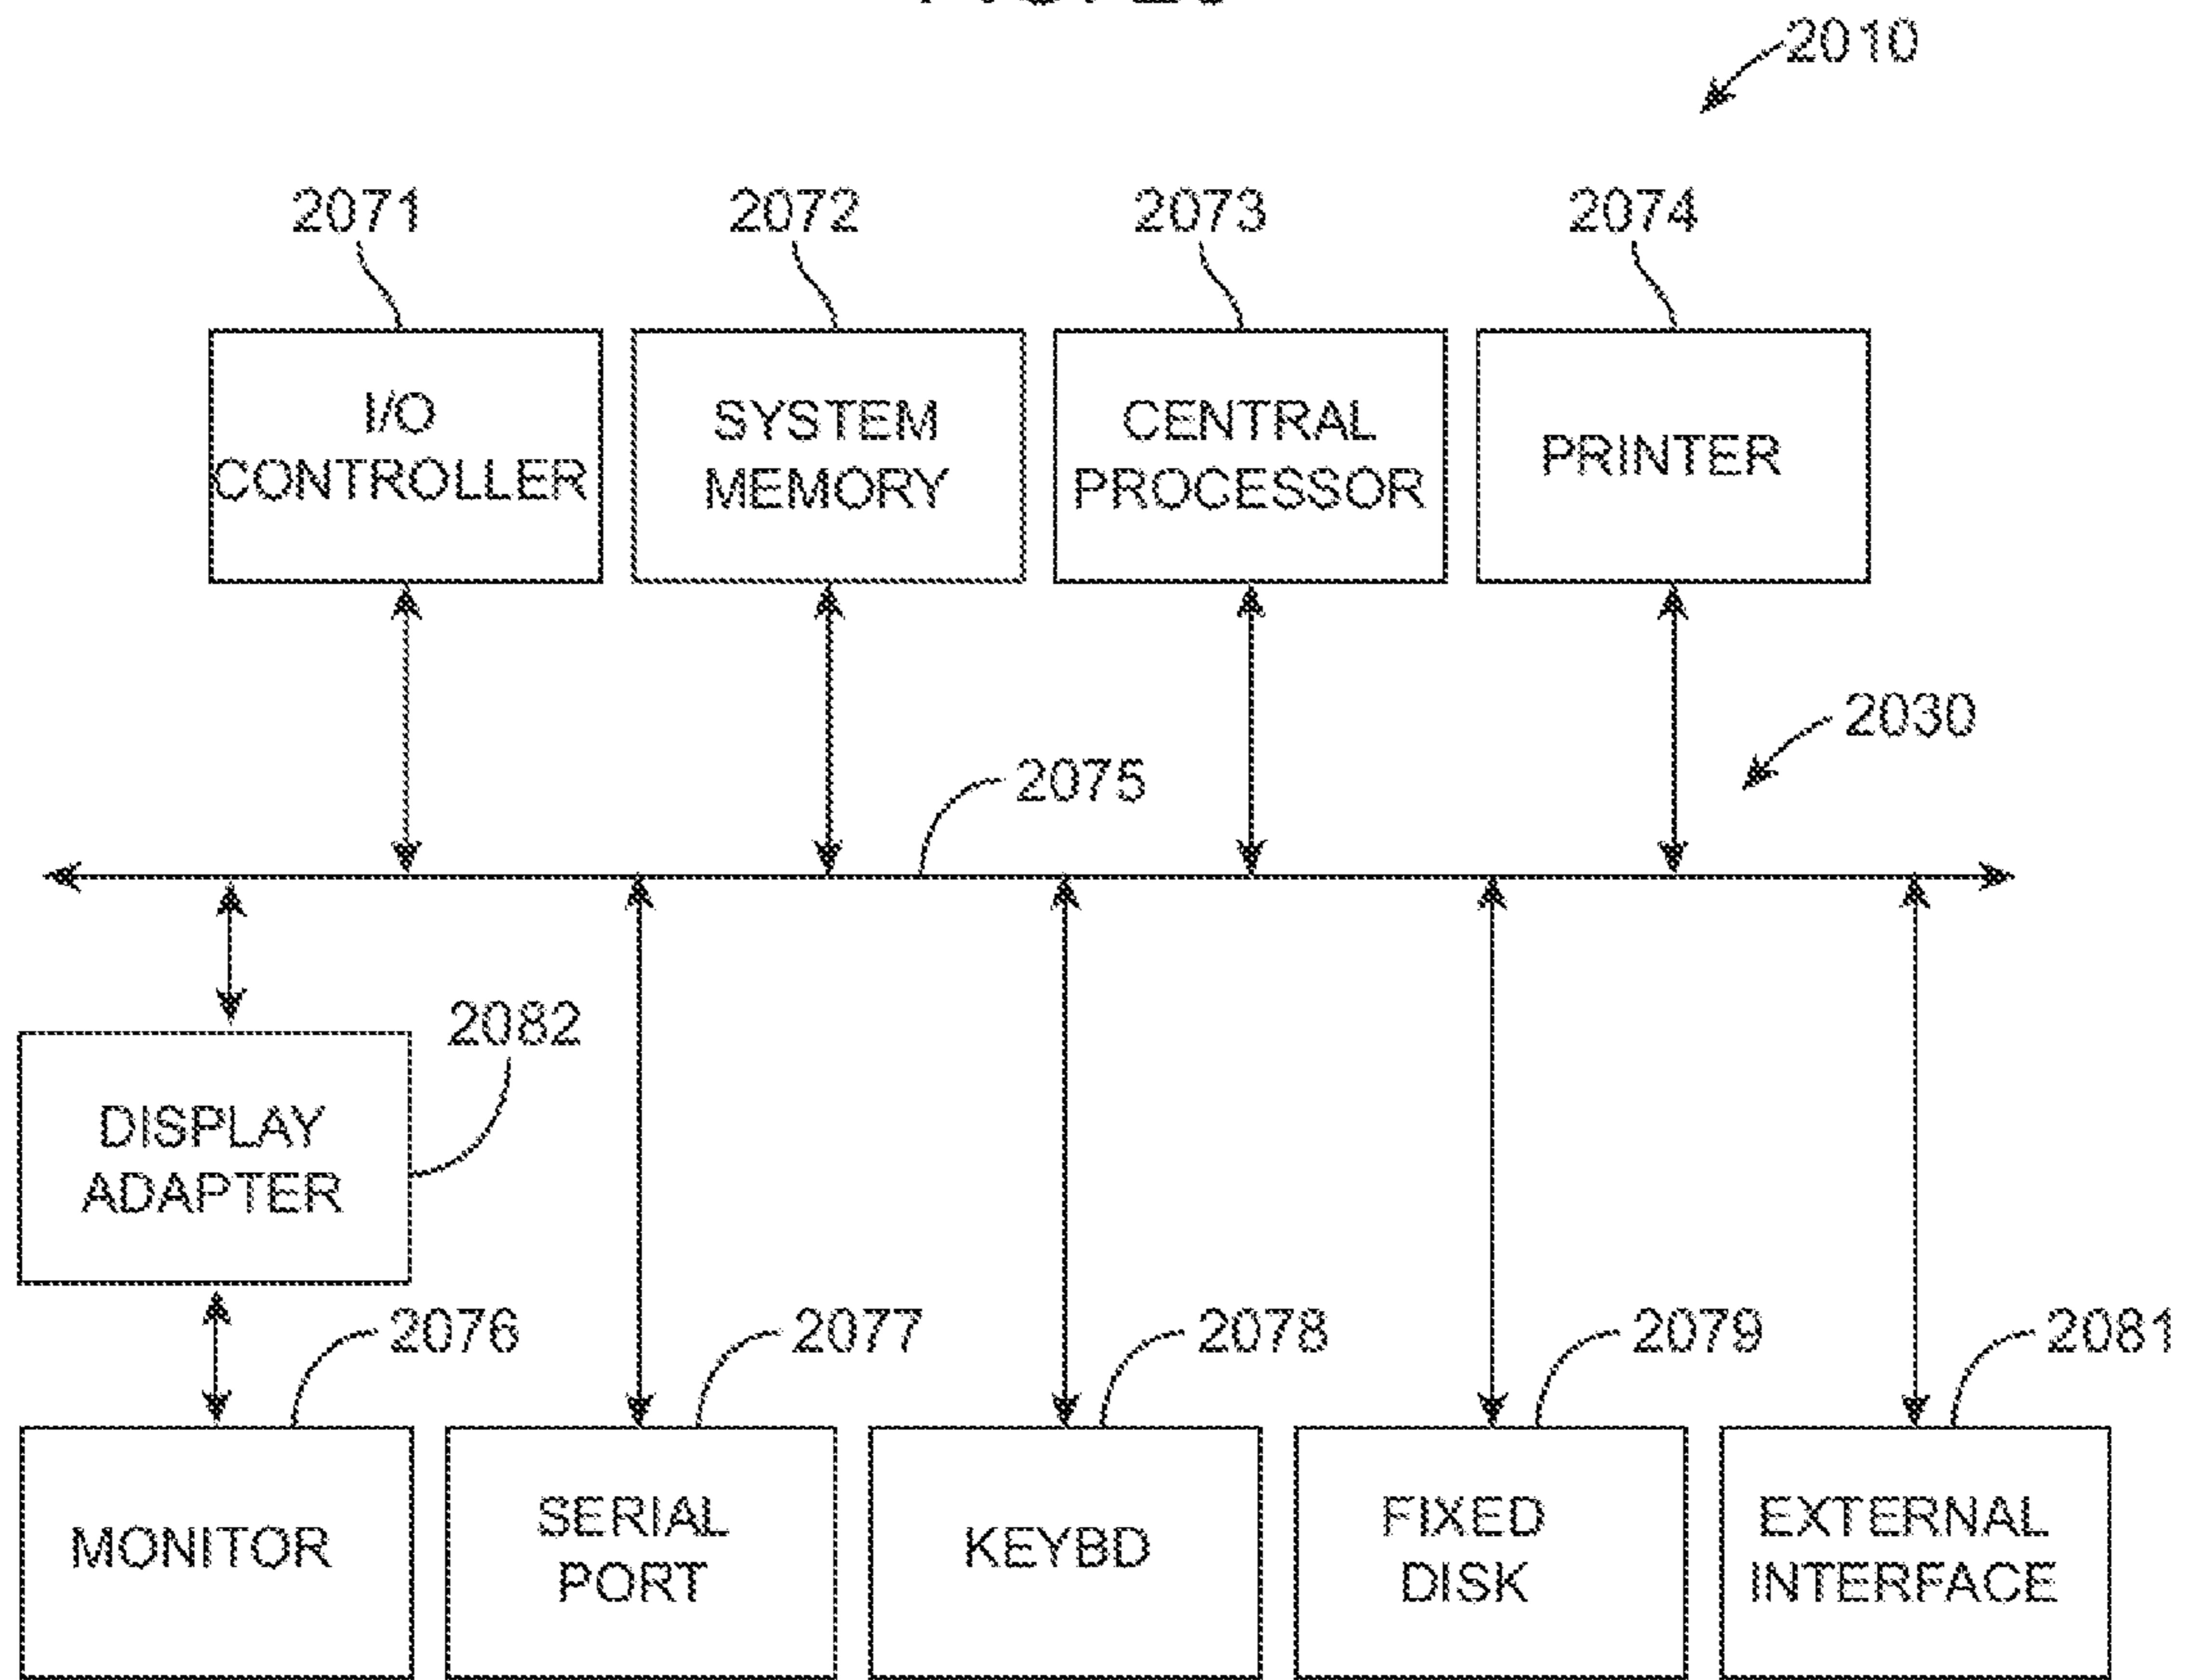 2010
2071
2072
2073
2074
I/O
CONTROLLER
SYSTEM
MEMORY
CENTRAL
PROCESSOR
PRINTER
2030
2075
2082
DISPLAY
ADAPTER
2076
2077
2078
2079
2081
MONITOR
SERIAL
PORT
KEYBD
FIXED
DISK
EXTERNAL
INTERFACE